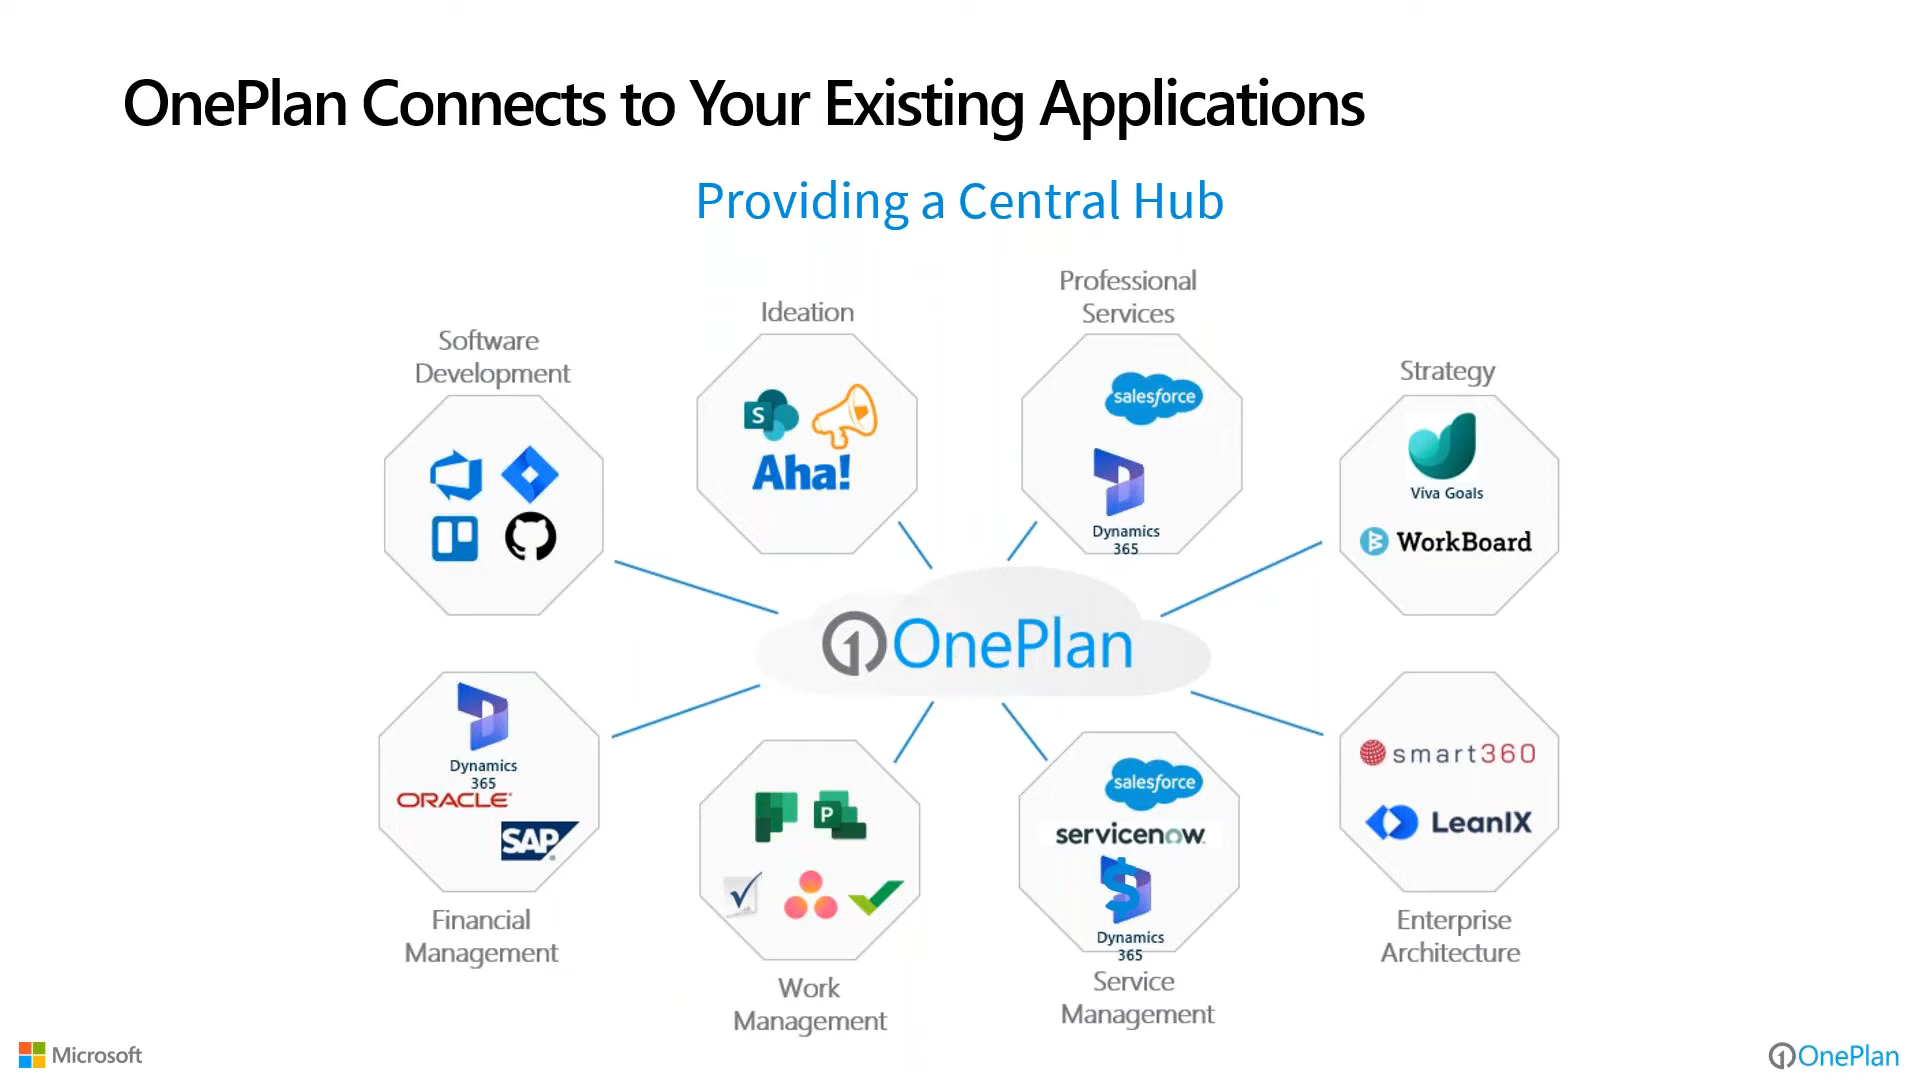 OnePlan Connects to Your Existing Applications
Providing a Central Hub
Software
Development
Ideation
S
Aha!
Professional
Services
salesforce
Dynamics
365
Strategy
Viva Goals
WorkBoard
OnePlan
Dynamics
365
ORACLE
SAP
Financial
Management
P
Work
Management
salesforce
servicenow
Dynamics
365
Service
Management
smart360
LeanIX
Enterprise
Architecture
Microsoft
OnePlan